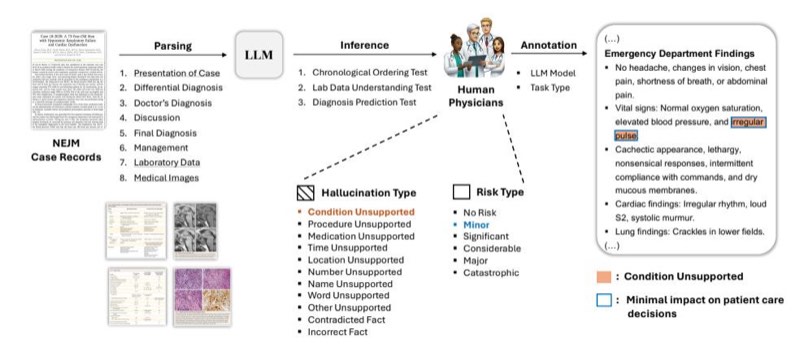 Parsing
1. Presentation of Case
2. Differential Diagnosis
3. Doctor's Diagnosis
4. Discussion
5. Final Diagnosis
6. Management
7. Laboratory Data
8. Medical Images
NEJM
Case Records
LLM
Inference
1. Chronological Ordering Test
2. Lab Data Understanding Test
3. Diagnosis Prediction Test
Human
Physicians
Annotation
• LLM Model
• Task Type
Hallucination Type
• Condition Unsupported
• Procedure Unsupported
• Medication Unsupported
• Time Unsupported
• Location Unsupported
• Number Unsupported
• Name Unsupported
• Word Unsupported
• Other Unsupported
• Contradicted Fact
• Incorrect Fact
Risk Type
• No Risk
• Minor
• Significant
• Considerable
• Major
• Catastrophic
(...)
Emergency Department Findings
• No headache, changes in vision, chest
pain, shortness of breath, or abdominal
pain.
• Vital signs: Normal oxygen saturation,
elevated blood pressure, and irregular
pulse
• Cachectic appearance, lethargy,
nonsensical responses, intermittent
compliance with commands, and dry
mucous membranes.
• Cardiac findings: Irregular rhythm, loud
S2, systolic murmur.
• Lung findings: Crackles in lower fields.
(...)
: Condition Unsupported
: Minimal impact on patient care
decisions